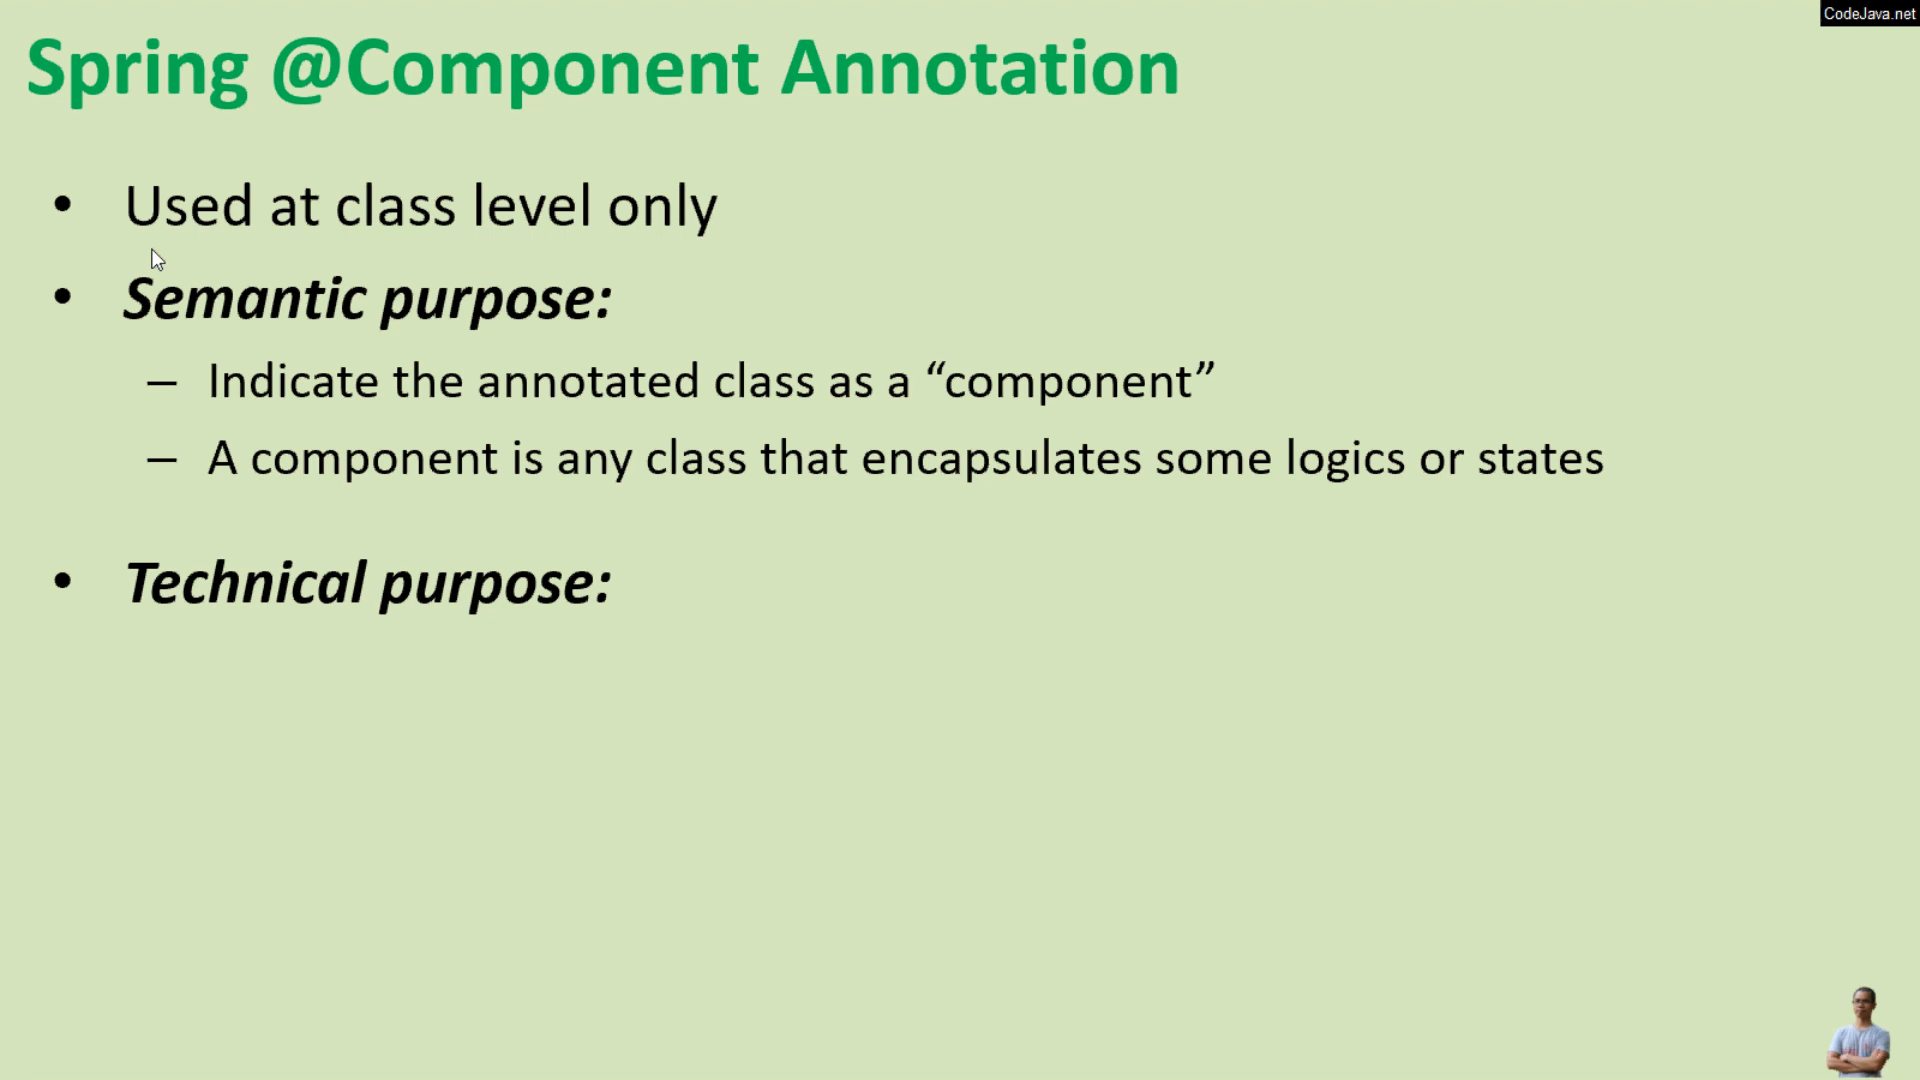 CodeJava.net
Spring @Component Annotation
• Used at class level only
• Semantic purpose:
– Indicate the annotated class as a “component”
– A component is any class that encapsulates some logics or states
• Technical purpose: